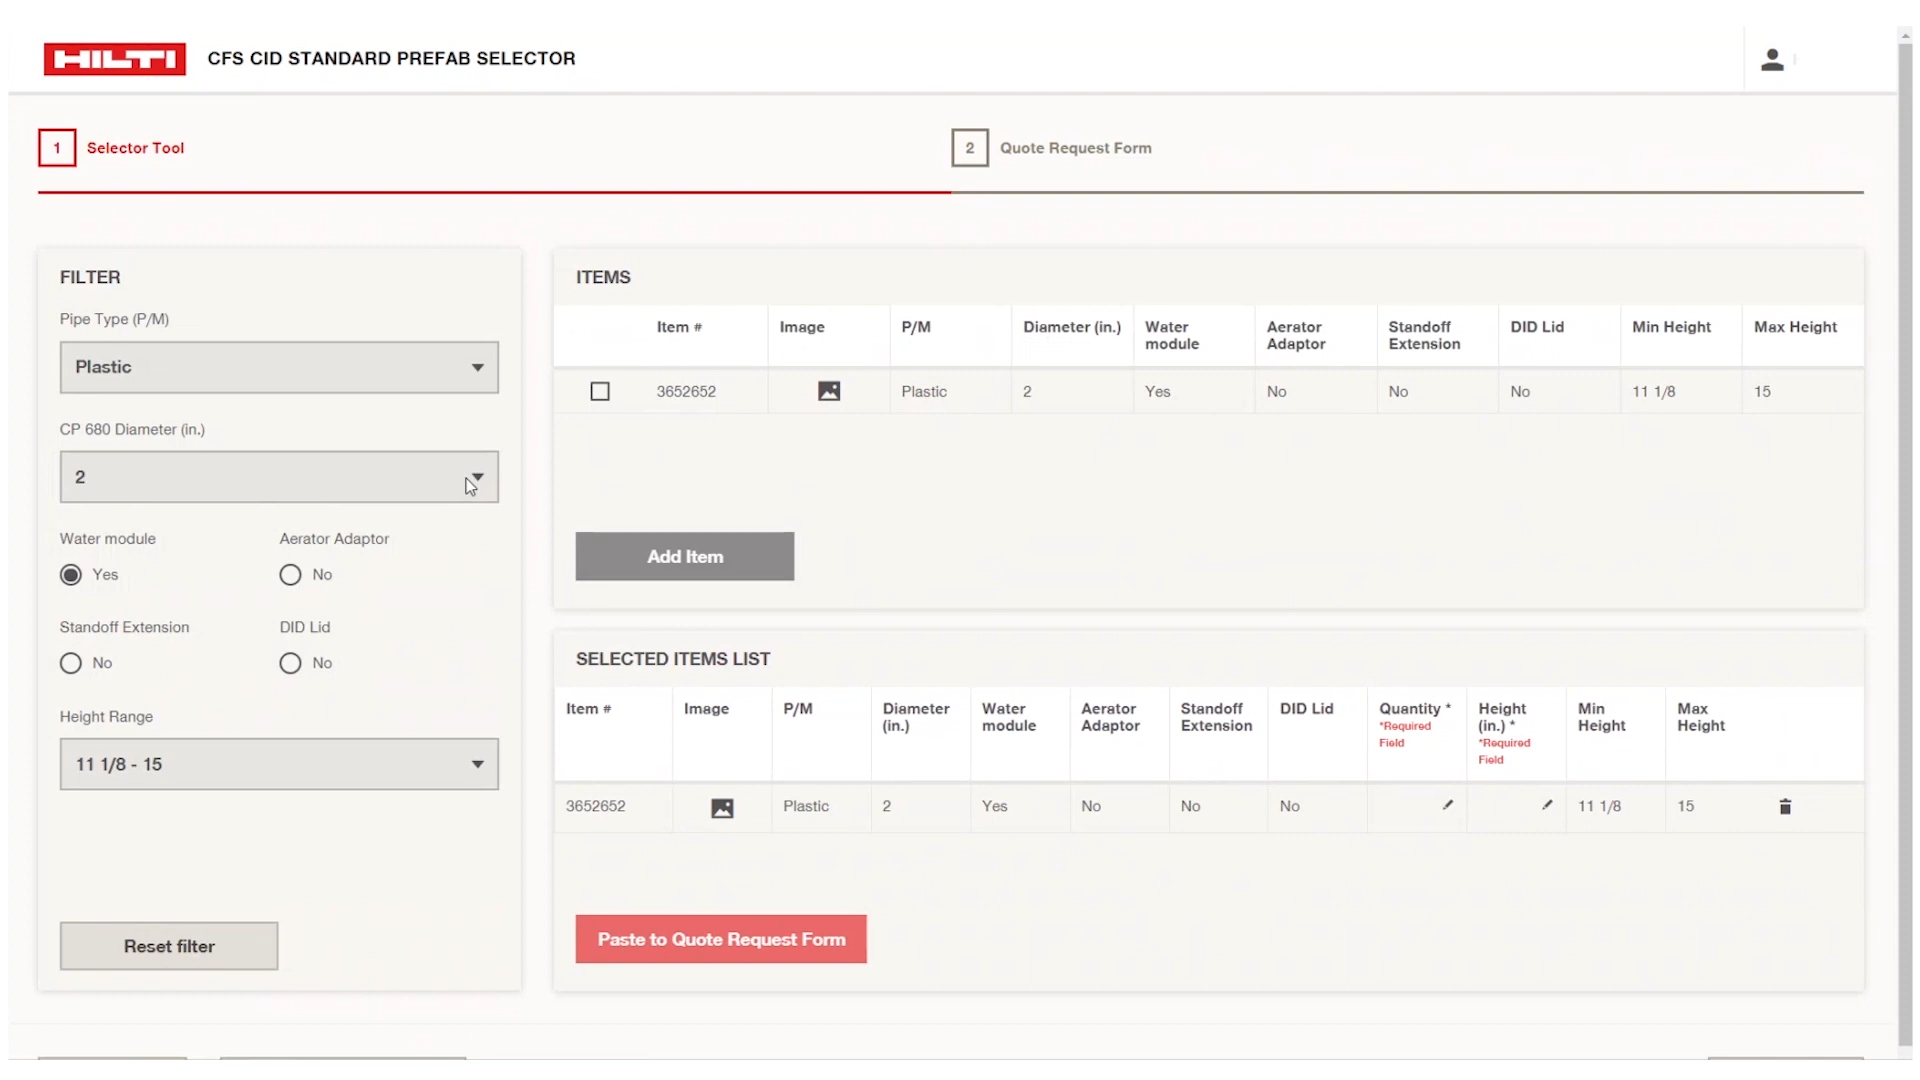 HILTI CFS CID STANDARD PREFAB SELECTOR
1 Selector Tool
2 Quote Request Form
FILTER
Pipe Type (P/M)
Plastic
CP 680 Diameter (in.)
2
Water module Aerator Adaptor
Yes No
Standoff Extension DID Lid
No No
Height Range
11 1/8 - 15
Reset filter
ITEMS
Item # Image P/M Diameter (in.) Water module Aerator Adaptor Standoff Extension DID Lid Min Height Max Height
3652652 Plastic 2 Yes No No No 11 1/8 15
Add Item
SELECTED ITEMS LIST
Item # Image P/M Diameter (in.) Water module Aerator Adaptor Standoff Extension DID Lid Quantity * *Required Field Height (in.) * *Required Field Min Height Max Height
3652652 Plastic 2 Yes No No No 11 1/8 15
Paste to Quote Request Form